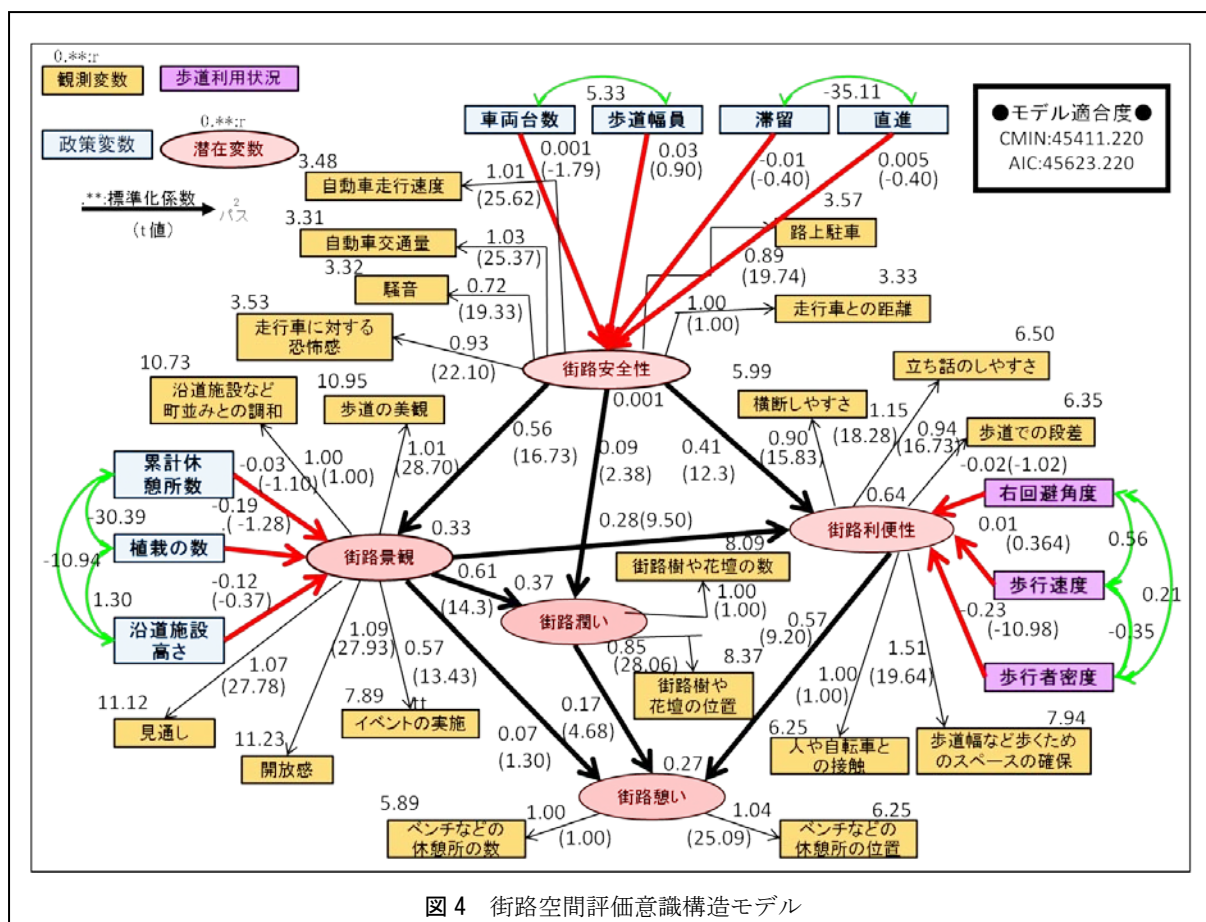 0.**:r
観測変数
歩道利用状況
0.**:r
政策変数
潜在変数
.**:標準化係数
(t値)
2
パス
5.33
-35.11
車両台数
歩道幅員
滞留
直進
●モデル適合度●
CMIN:45411.220
AIC:45623.220
0.001
(-1.79)
0.03
(0.90)
-0.01
(-0.40)
0.005
(-0.40)
3.48
自動車走行速度
1.01
(25.62)
3.31
自動車交通量
1.03
(25.37)
3.32
騒音
0.72
(19.33)
3.53
走行車に対する
恐怖感
0.93
(22.10)
3.57
路上駐車
0.89
(19.74)
3.33
走行車との距離
1.00
(1.00)
街路安全性
0.001
10.73
沿道施設など
町並みとの調和
1.00
(1.00)
10.95
歩道の美観
1.01
(28.70)
0.56
(16.73)
0.09
(2.38)
0.41
(12.3)
5.99
横断しやすさ
0.90
(15.83)
6.50
立ち話のしやすさ
1.15
(18.28)
6.35
歩道での段差
0.94
(16.73)
累計休
憩所数
-0.03
(-1.10)
-30.39
植栽の数
-0.19
.(-1.28)
-10.94
1.30
沿道施設
高さ
-0.12
(-0.37)
0.33
街路景観
0.28(9.50)
0.64
街路利便性
-0.02(-1.02)
右回避角度
0.01
(0.364)
0.56
歩行速度
0.21
-0.23
(-10.98)
-0.35
歩行者密度
0.61
(14.3)
0.37
街路潤い
8.09
街路樹や花壇の数
1.00
(1.00)
0.85
(28.06)
8.37
街路樹や
花壇の位置
0.57
(9.20)
1.07
(27.78)
11.12
見通し
1.09
(27.93)
11.23
開放感
0.57
(13.43)
7.89
tt
イベントの実施
0.07
(1.30)
0.17
(4.68)
1.00
(1.00)
6.25
人や自転車と
の接触
1.51
(19.64)
7.94
歩道幅など歩くため
のスペースの確保
0.27
街路憩い
5.89
ベンチなどの
休憩所の数
1.00
(1.00)
1.04
(25.09)
6.25
ベンチなどの
休憩所の位置
図4 街路空間評価意識構造モデル